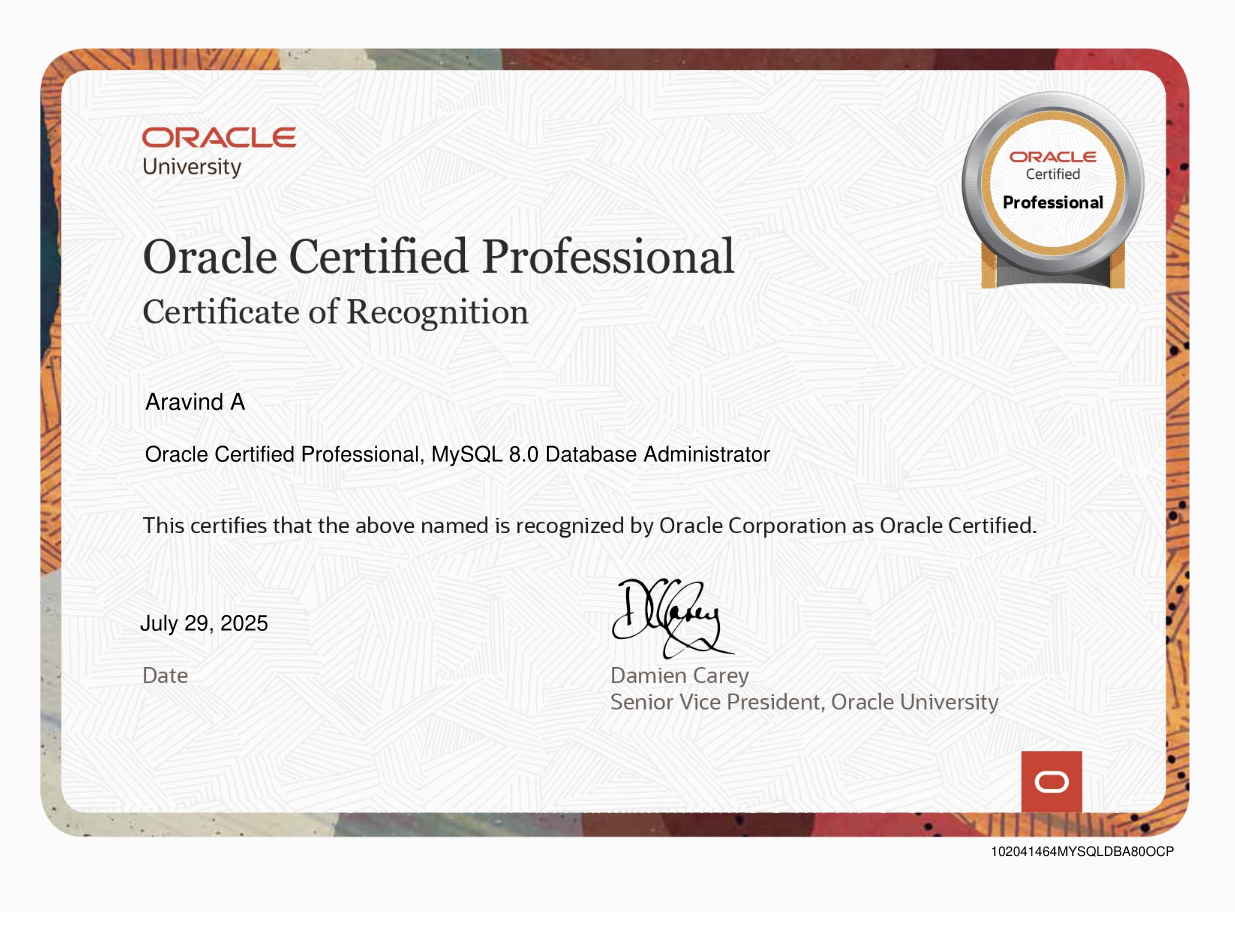 ORACLE
University
ORACLE
Certified
Professional
Oracle Certified Professional
Certificate of Recognition
Aravind A
Oracle Certified Professional, MySQL 8.0 Database Administrator
This certifies that the above named is recognized by Oracle Corporation as Oracle Certified.
DCarey
July 29, 2025
Date
Damien Carey
Senior Vice President, Oracle University
102041464MYSQLDBA80OCP